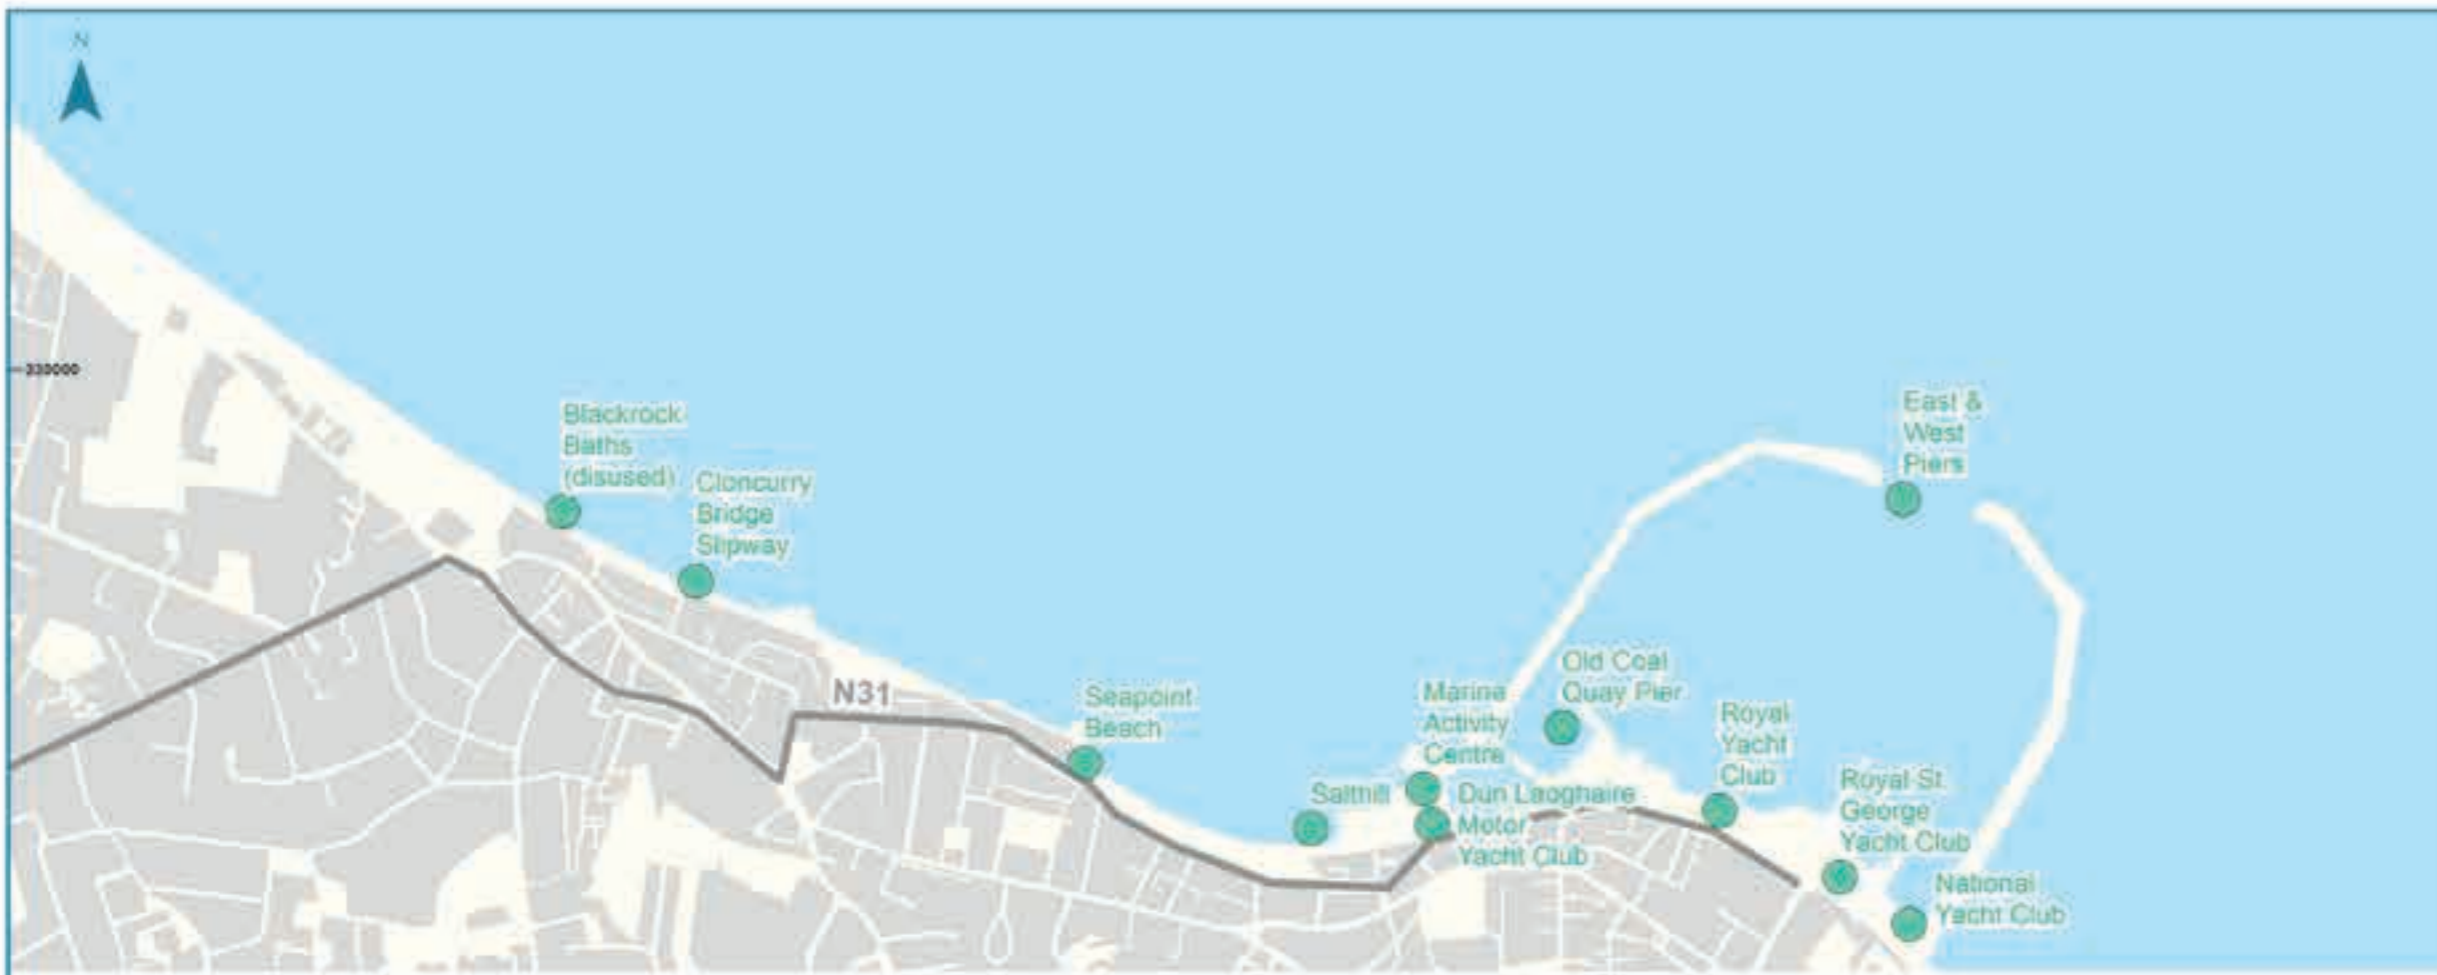 N
230000
Blackrock
Baths
(disused)
Cloncurry
Bridge
Slipway
East &
West
Piers
N31
Seapoint
Beach
Salthill
Marina
Activity
Centre
Old Coal
Quay Pier
Dun Laoghaire
Motor
Yacht Club
Royal
Yacht
Club
Royal St.
George
Yacht Club
National
Yacht Club